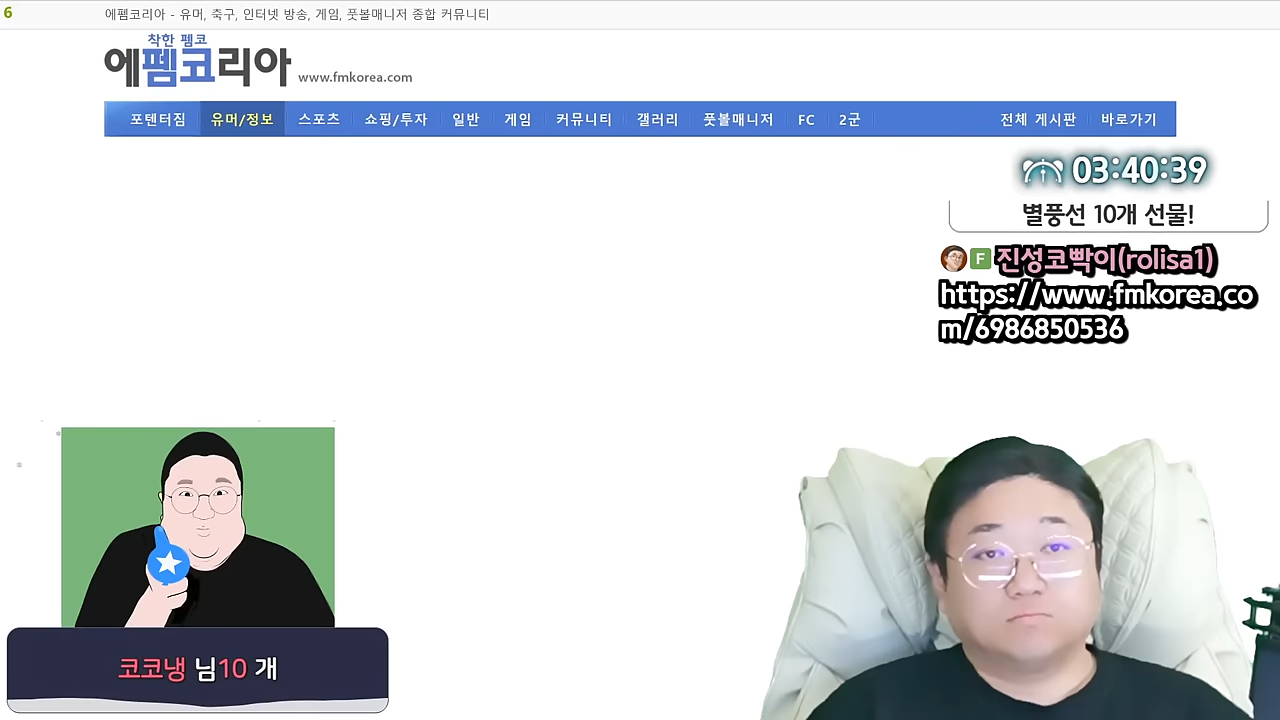 6
에펨코리아 - 유머, 축구, 인터넷 방송, 게임, 풋볼매니저 종합 커뮤니티
착한 펨코
에펨코리아 www.fmkorea.com
포텐터짐 유머/정보 스포츠 쇼핑/투자 일반 게임 커뮤니티 갤러리 풋볼매니저 FC 2군 전체 게시판 바로가기
03:40:39
별풍선 10개 선물!
F 진성코빡이(rolisa1)
https://www.fmkorea.co
m/6986850536
코코냉 님10 개